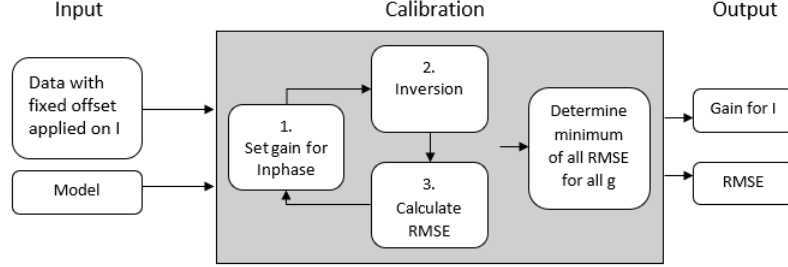 Input
Calibration
Output
Data with
fixed offset
applied on I
Model
1.
Set gain for
Inphase
2.
Inversion
3.
Calculate
RMSE
Determine
minimum
of all RMSE
for all g
Gain for I
RMSE